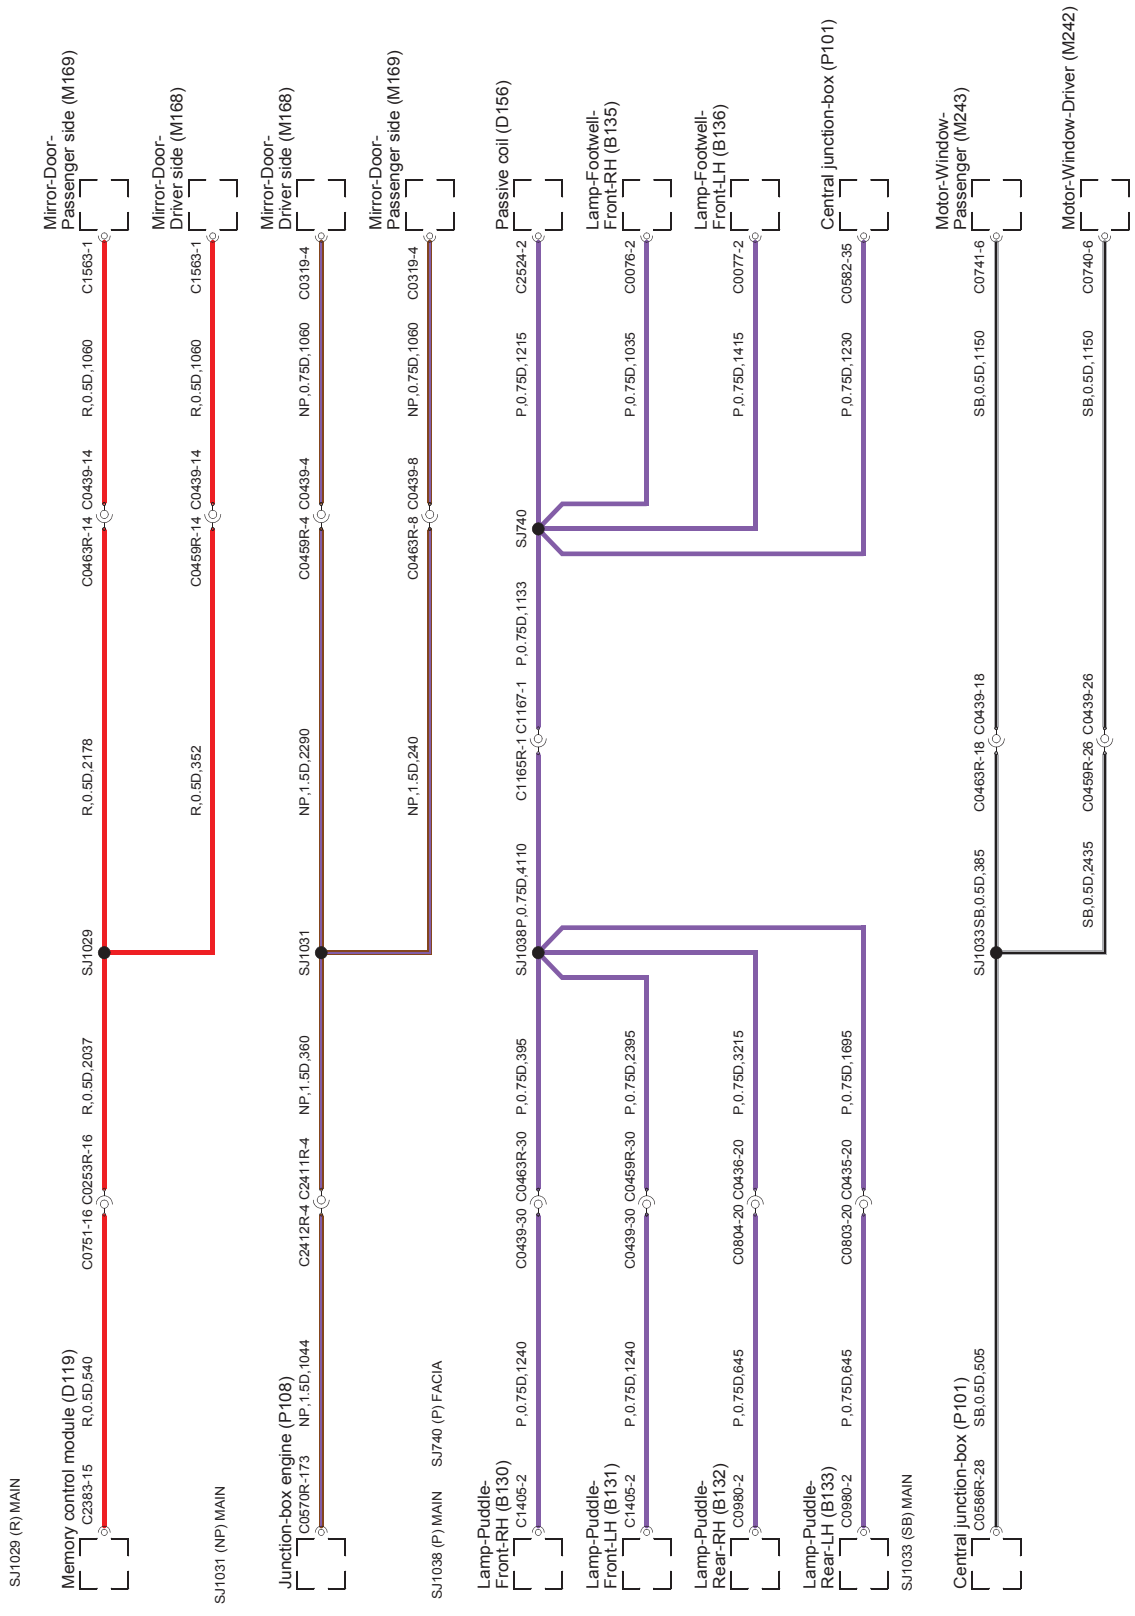 SJ1029 (R) MAIN
Memory control module (D119)
C2383-15
R,0.5D,540
C0751-16
C0253R-16
R,0.5D,2037
SJ1029
R,0.5D,2178
C0463R-14
C0439-14
R,0.5D,1060
C1563-1
Mirror-Door-
Passenger side (M169)
R,0.5D,352
C0459R-14
C0439-14
R,0.5D,1060
C1563-1
Mirror-Door-
Driver side (M168)
SJ1031 (NP) MAIN
Junction-box engine (P108)
C0570R-173
NP,1.5D,1044
C2412R-4
C2411R-4
NP,1.5D,360
SJ1031
NP,1.5D,2290
C0459R-4
C0439-4
NP,0.75D,1060
C0319-4
Mirror-Door-
Driver side (M168)
NP,1.5D,240
C0463R-8
C0439-8
NP,0.75D,1060
C0319-4
Mirror-Door-
Passenger side (M169)
SJ1038 (P) MAIN
SJ740 (P) FACIA
Lamp-Puddle-
Front-RH (B130)
C1405-2
P,0.75D,1240
C0439-30
C0463R-30
P,0.75D,395
SJ1038
P,0.75D,4110
C1165R-1
C1167-1
P,0.75D,1133
SJ740
P,0.75D,1215
C2524-2
Passive coil (D156)
Lamp-Puddle-
Front-LH (B131)
C1405-2
P,0.75D,1240
C0439-30
C0459R-30
P,0.75D,2395
P,0.75D,1035
C0076-2
Lamp-Footwell-
Front-RH (B135)
Lamp-Puddle-
Rear-RH (B132)
C0980-2
P,0.75D,645
C0804-20
C0436-20
P,0.75D,3215
P,0.75D,1415
C0077-2
Lamp-Footwell-
Front-LH (B136)
Lamp-Puddle-
Rear-LH (B133)
C0980-2
P,0.75D,645
C0803-20
C0435-20
P,0.75D,1695
P,0.75D,1230
C0582-35
Central junction-box (P101)
SJ1033 (SB) MAIN
Central junction-box (P101)
C0586R-28
SB,0.5D,505
SJ1033
SB,0.5D,385
C0463R-18
C0439-18
SB,0.5D,1150
C0741-6
Motor-Window-
Passenger (M243)
SB,0.5D,2435
C0459R-26
C0439-26
SB,0.5D,1150
C0740-6
Motor-Window-Driver (M242)